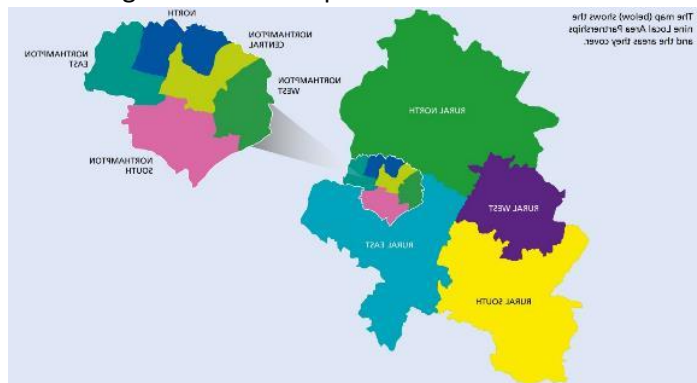 The map (below) shows the
nine Local Area Partnerships
and the areas they cover.
NORTH
NORTHAMPTON
CENTRAL
NORTHAMPTON
EAST
NORTHAMPTON
WEST
NORTHAMPTON
SOUTH
RURAL NORTH
RURAL WEST
RURAL EAST
RURAL SOUTH